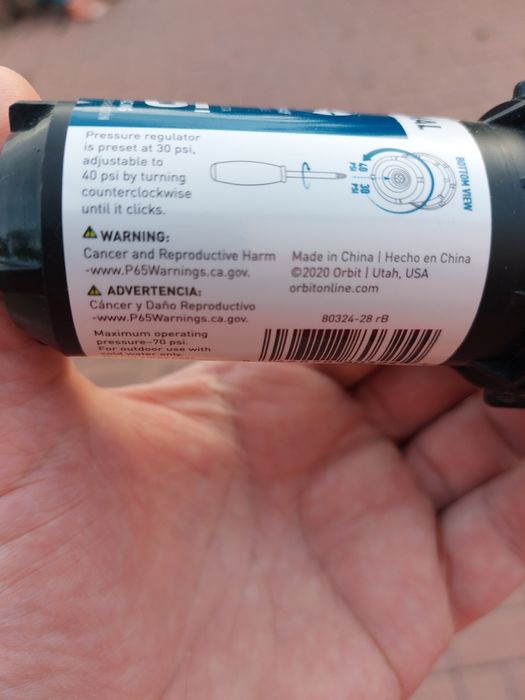 Pressure regulator
is preset at 30 psi,
adjustable to
40 psi by turning
counterclockwise
until it clicks.
40 PSI
30 PSI
BOTTOM VIEW
WARNING:
Cancer and Reproductive Harm
-www.P65Warnings.ca.gov.
ADVERTENCIA:
Cáncer y Daño Reproductivo
-www.P65Warnings.ca.gov.
Maximum operating
pressure–70 psi.
For outdoor use with
cold water only.
Made in China | Hecho en China
©2020 Orbit | Utah, USA
orbitonline.com
80324-28 rB